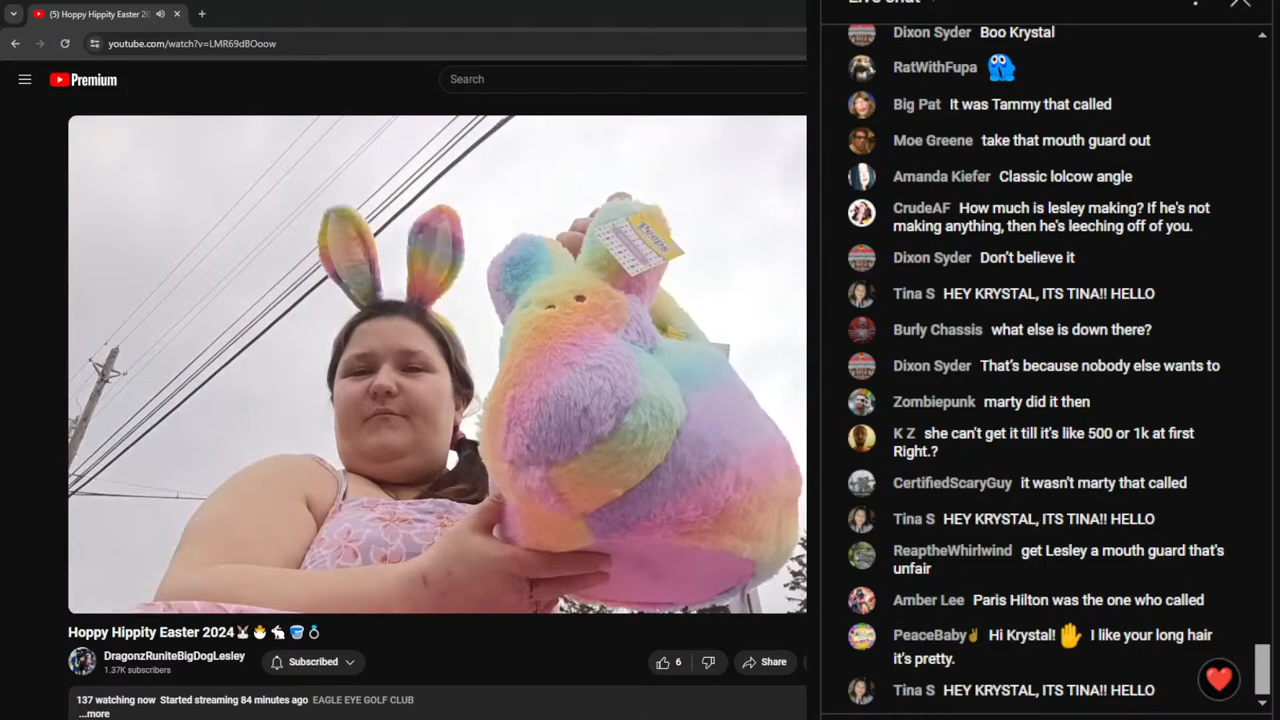 (5) Hoppy Hippity Easter 20
youtube.com/watch?v=LMR69dBOoow
Premium
Search
Peeps
Hoppy Hippity Easter 2024
DragonzRuniteBigDogLesley
1.37K subscribers
Subscribed
6
Share
137 watching now Started streaming 84 minutes ago EAGLE EYE GOLF CLUB
...more
Dixon Syder Boo Krystal
RatWithFupa
Big Pat It was Tammy that called
Moe Greene take that mouth guard out
Amanda Kiefer Classic lolcow angle
CrudeAF How much is lesley making? If he's not
making anything, then he's leeching off of you.
Dixon Syder Don't believe it
Tina S HEY KRYSTAL, ITS TINA!! HELLO
Burly Chassis what else is down there?
Dixon Syder That's because nobody else wants to
Zombiepunk marty did it then
K Z she can't get it till it's like 500 or 1k at first
Right.?
CertifiedScaryGuy it wasn't marty that called
Tina S HEY KRYSTAL, ITS TINA!! HELLO
ReaptheWhirlwind get Lesley a mouth guard that's
unfair
Amber Lee Paris Hilton was the one who called
PeaceBaby✌ Hi Krystal! ✋ I like your long hair
it's pretty.
Tina S HEY KRYSTAL, ITS TINA!! HELLO